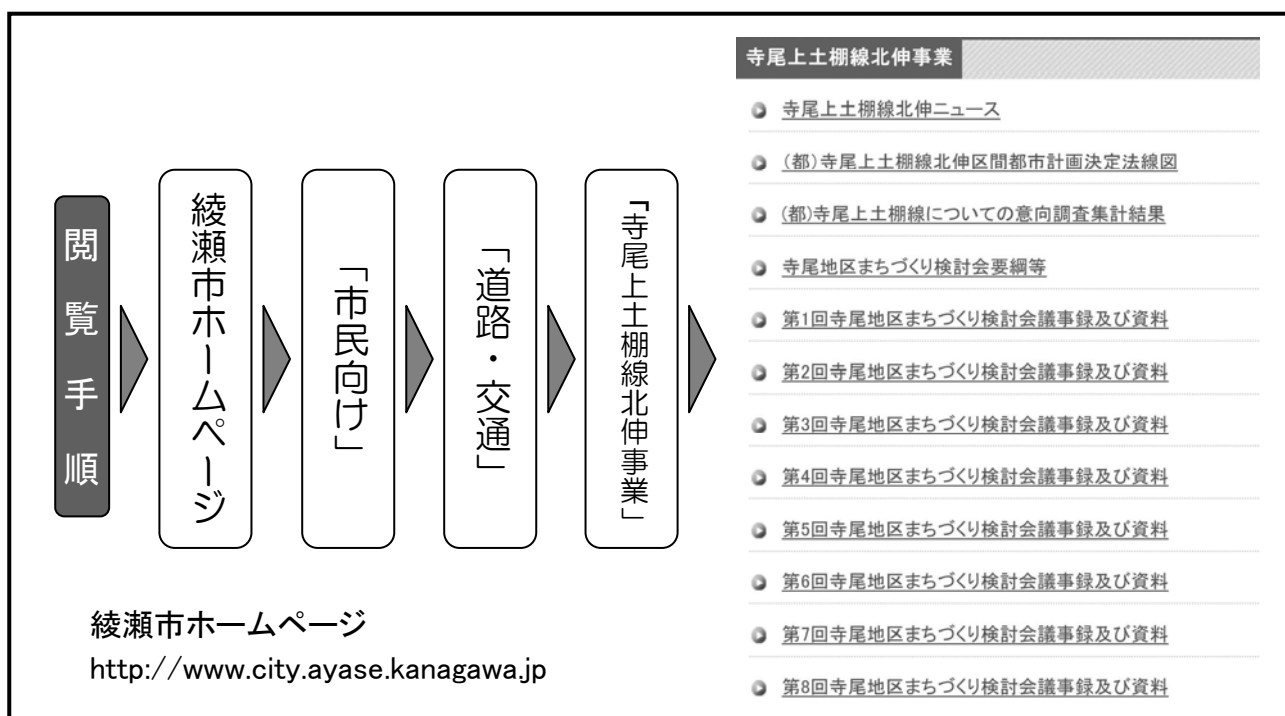 閲覧手順
綾瀬市ホームページ
「市民向け」
「道路・交通」
「寺尾上土棚線北伸事業」
綾瀬市ホームページ
http://www.city.ayase.kanagawa.jp
寺尾上土棚線北伸事業
寺尾上土棚線北伸ニュース
(都)寺尾上土棚線北伸区間都市計画決定法線図
(都)寺尾上土棚線についての意向調査集計結果
寺尾地区まちづくり検討会要綱等
第1回寺尾地区まちづくり検討会議事録及び資料
第2回寺尾地区まちづくり検討会議事録及び資料
第3回寺尾地区まちづくり検討会議事録及び資料
第4回寺尾地区まちづくり検討会議事録及び資料
第5回寺尾地区まちづくり検討会議事録及び資料
第6回寺尾地区まちづくり検討会議事録及び資料
第7回寺尾地区まちづくり検討会議事録及び資料
第8回寺尾地区まちづくり検討会議事録及び資料